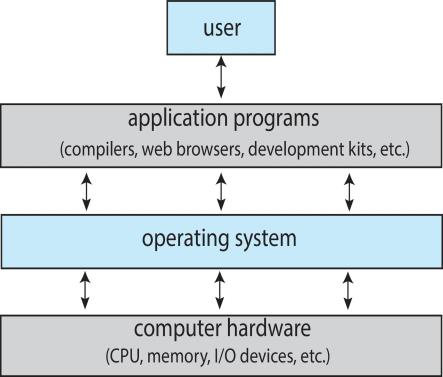 user
application programs
(compilers, web browsers, development kits, etc.)
operating system
computer hardware
(CPU, memory, I/O devices, etc.)